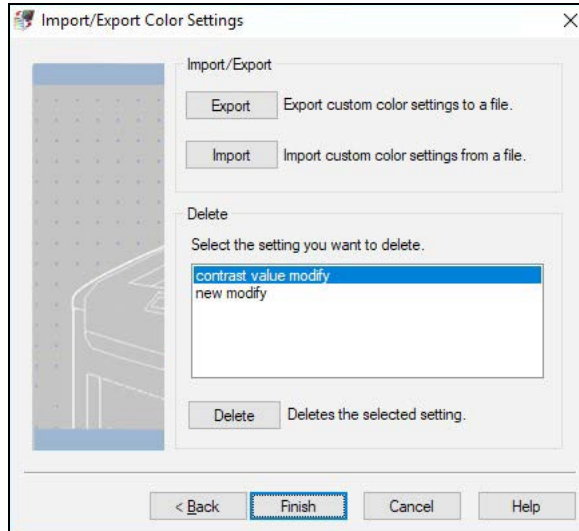 Import/Export Color Settings
Import/Export
Export
Export custom color settings to a file.
Import
Import custom color settings from a file.
Delete
Select the setting you want to delete.
contrast value modify
new modify
Delete
Deletes the selected setting.
< Back
Finish
Cancel
Help